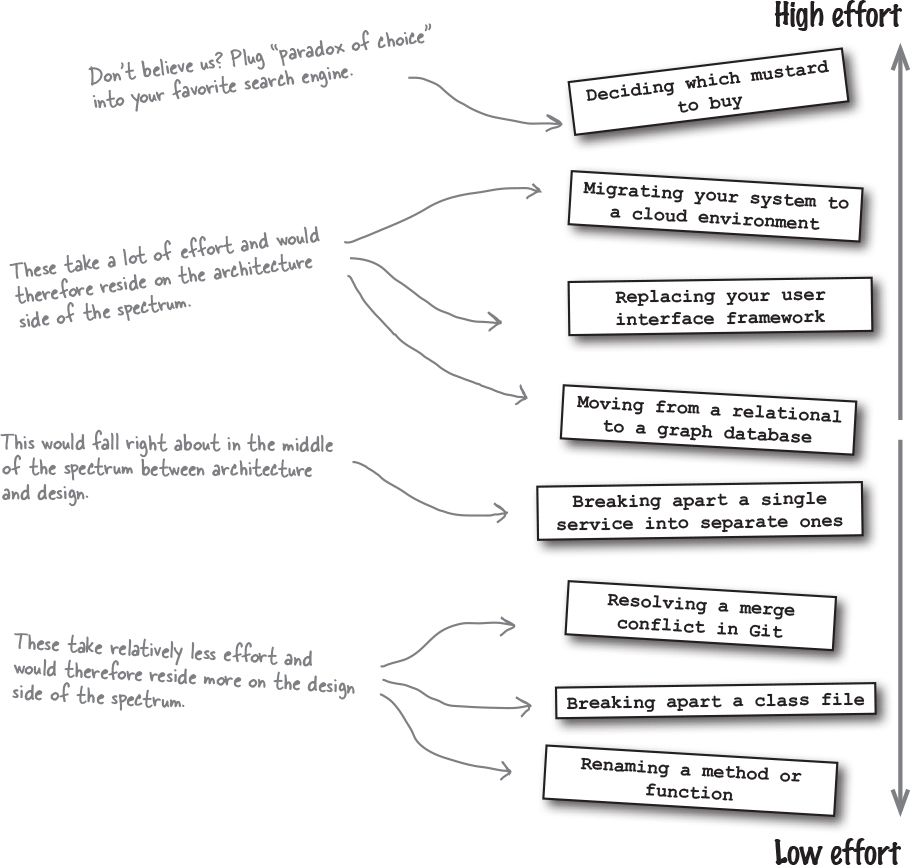 High effort
Don't believe us? Plug "paradox of choice"
into your favorite search engine.
Deciding which mustard
to buy
Migrating your system to
a cloud environment
These take a lot of effort and would
therefore reside on the architecture
side of the spectrum.
Replacing your user
interface framework
Moving from a relational
to a graph database
This would fall right about in the middle
of the spectrum between architecture
and design.
Breaking apart a single
service into separate ones
Resolving a merge
conflict in Git
These take relatively less effort and
would therefore reside more on the design
side of the spectrum.
Breaking apart a class file
Renaming a method or
function
Low effort